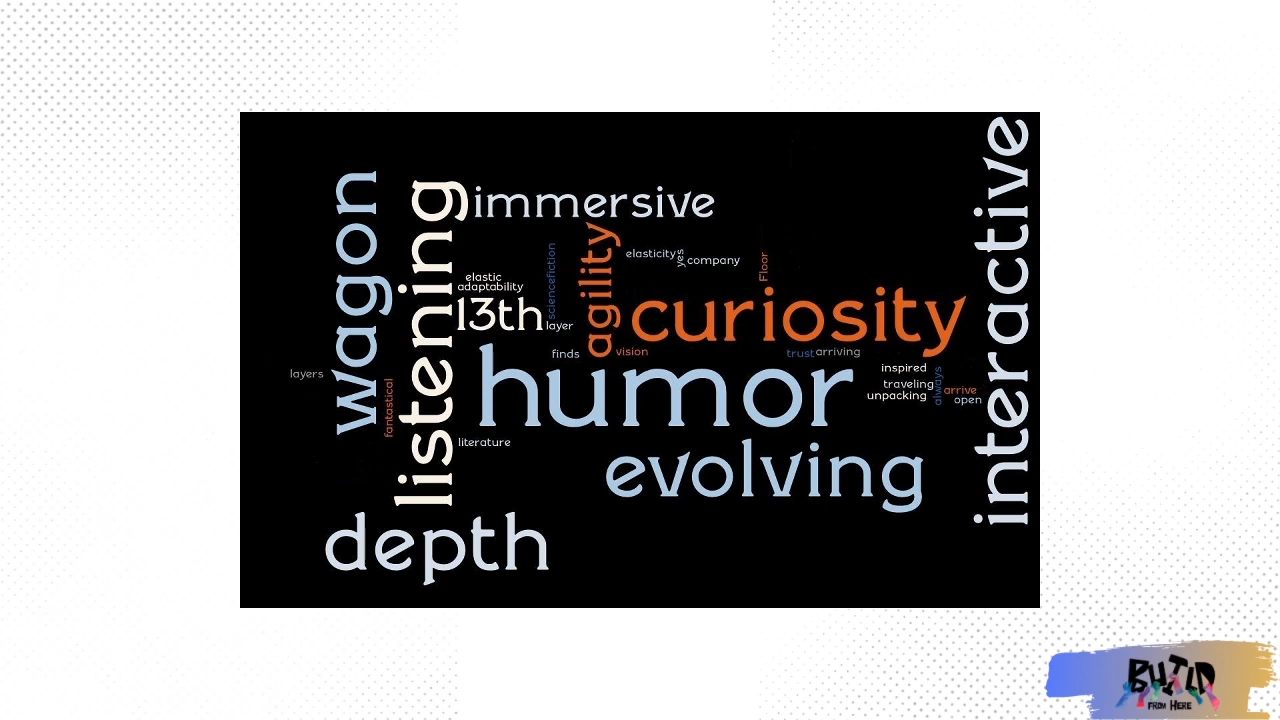 wagon
listening
immersive
interactive
agility
elasticity
yes
company
Floor
sciencefiction
elastic
adaptability
13th
layer
curiosity
finds
vision
trust
arriving
layers
fantastical
humor
inspired
traveling
unpacking
always
arrive
open
literature
evolving
depth
BUILD
FROM HERE